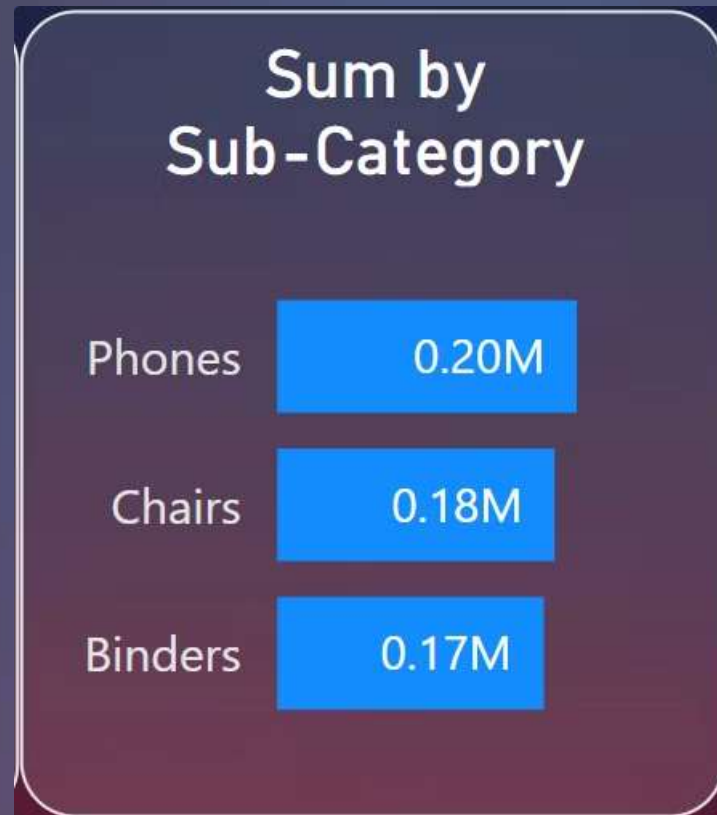 Sum by
Sub-Category
Phones 0.20M
Chairs 0.18M
Binders 0.17M